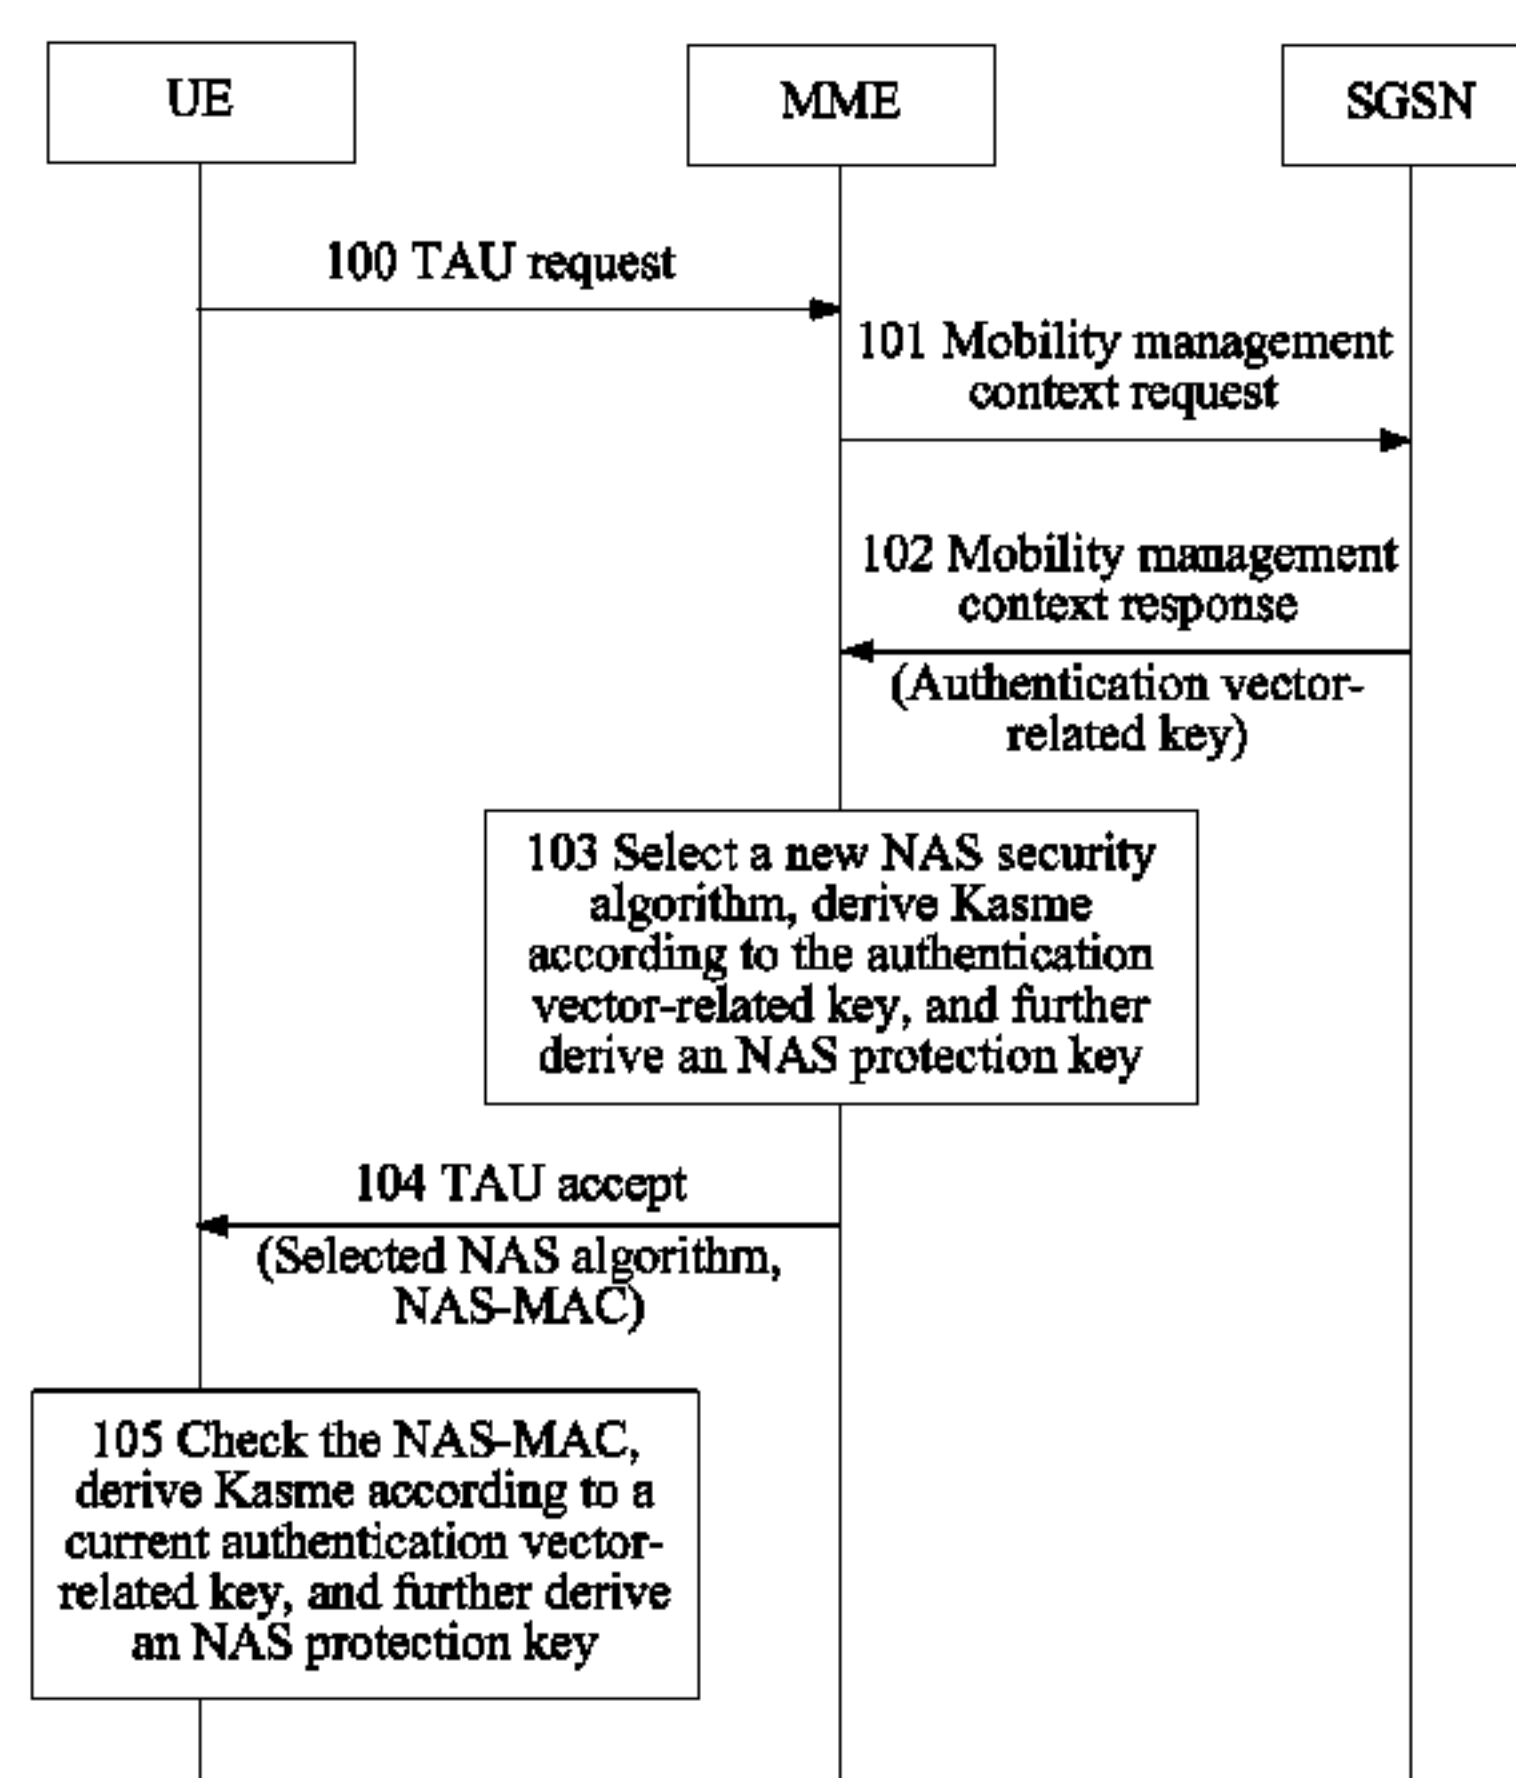 UE
MME
SGSN
100 TAU request
101 Mobility management
context request
102 Mobility management
context response
(Authentication vector-
related key)
103 Select a new NAS security
algorithm, derive Kasme
according to the authentication
vector-related key, and further
derive an NAS protection key
104 TAU accept
(Selected NAS algorithm,
NAS-MAC)
105 Check the NAS-MAC,
derive Kasme according to a
current authentication vector-
related key, and further derive
an NAS protection key